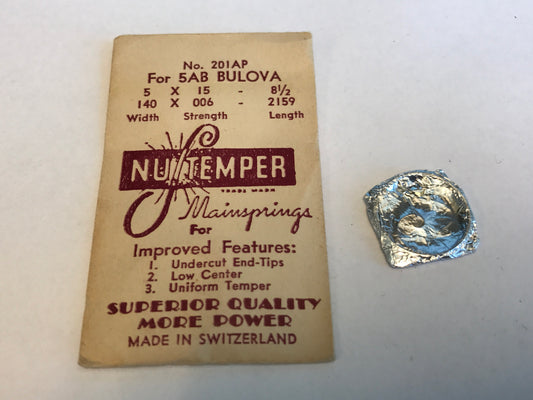 No. 201AP
For 5AB BULOVA
5 X 15 - 8½
140 X 006 - 2159
Width Strength Length
NU-TEMPER
TRADE MARK
Mainsprings
For
Improved Features:
1. Undercut End-Tips
2. Low Center
3. Uniform Temper
SUPERIOR QUALITY
MORE POWER
MADE IN SWITZERLAND